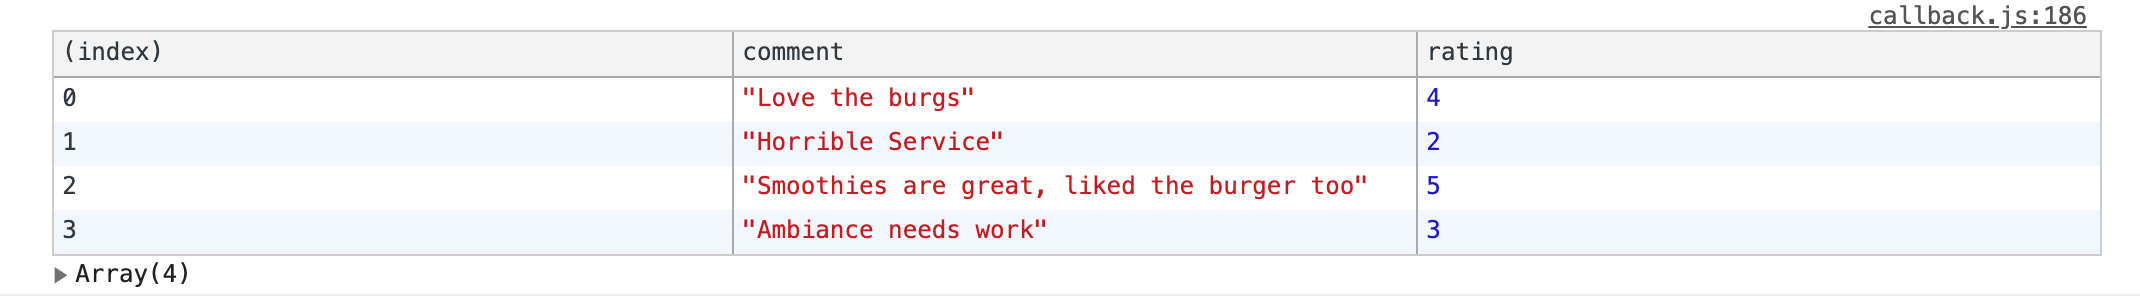 callback.js:186
(index) comment rating
0 "Love the burgs" 4
1 "Horrible Service" 2
2 "Smoothies are great, liked the burger too" 5
3 "Ambiance needs work" 3
Array(4)